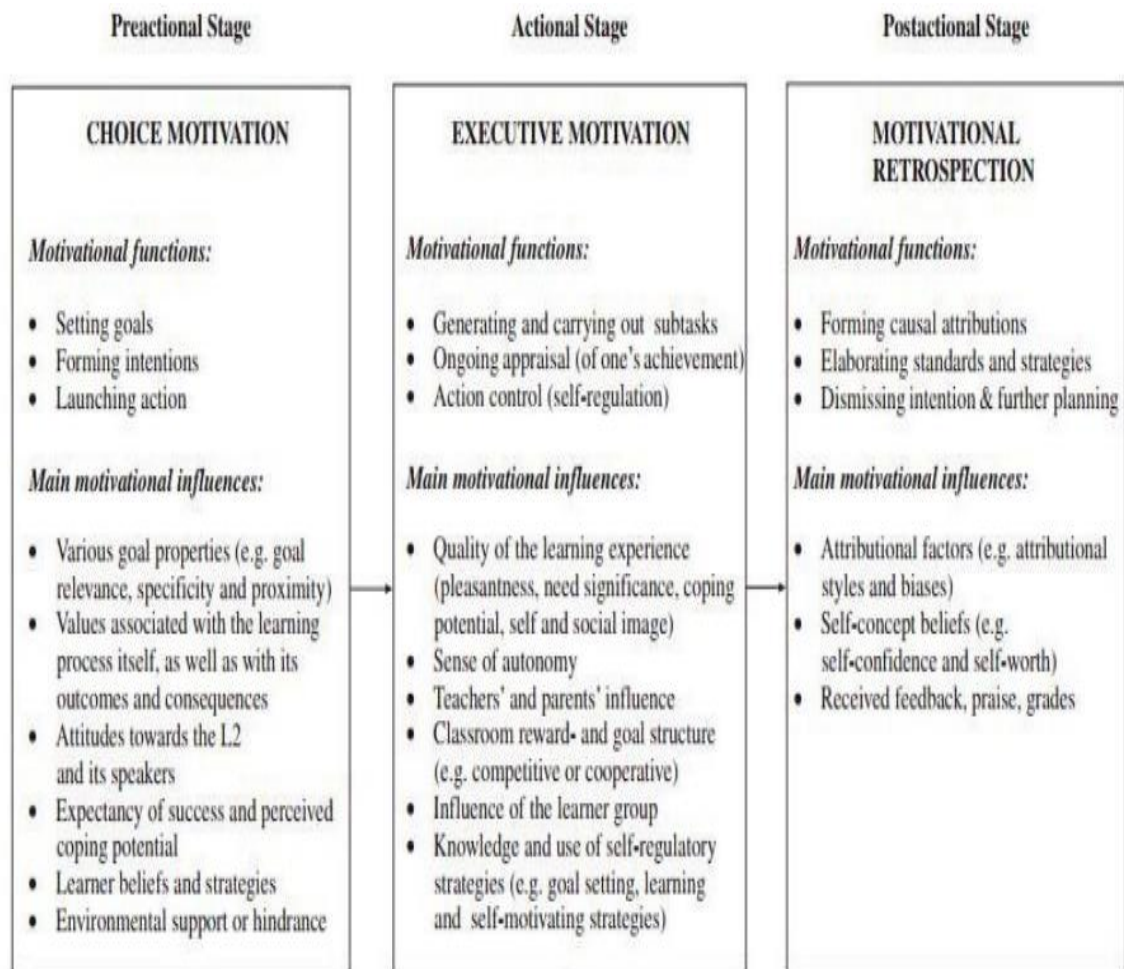 Preactional Stage
Actional Stage
Postactional Stage
CHOICE MOTIVATION
Motivational functions:
• Setting goals
• Forming intentions
• Launching action
Main motivational influences:
• Various goal properties (e.g. goal
relevance, specificity and proximity)
• Values associated with the learning
process itself, as well as with its
outcomes and consequences
• Attitudes towards the L2
and its speakers
• Expectancy of success and perceived
coping potential
• Learner beliefs and strategies
• Environmental support or hindrance
EXECUTIVE MOTIVATION
Motivational functions:
• Generating and carrying out subtasks
• Ongoing appraisal (of one's achievement)
• Action control (self-regulation)
Main motivational influences:
• Quality of the learning experience
(pleasantness, need significance, coping
potential, self and social image)
• Sense of autonomy
• Teachers' and parents' influence
• Classroom reward- and goal structure
(e.g. competitive or cooperative)
• Influence of the learner group
• Knowledge and use of self-regulatory
strategies (e.g. goal setting, learning
and self-motivating strategies)
MOTIVATIONAL
RETROSPECTION
Motivational functions:
• Forming causal attributions
• Elaborating standards and strategies
• Dismissing intention & further planning
Main motivational influences:
• Attributional factors (e.g. attributional
styles and biases)
• Self-concept beliefs (e.g.
self-confidence and self-worth)
• Received feedback, praise, grades